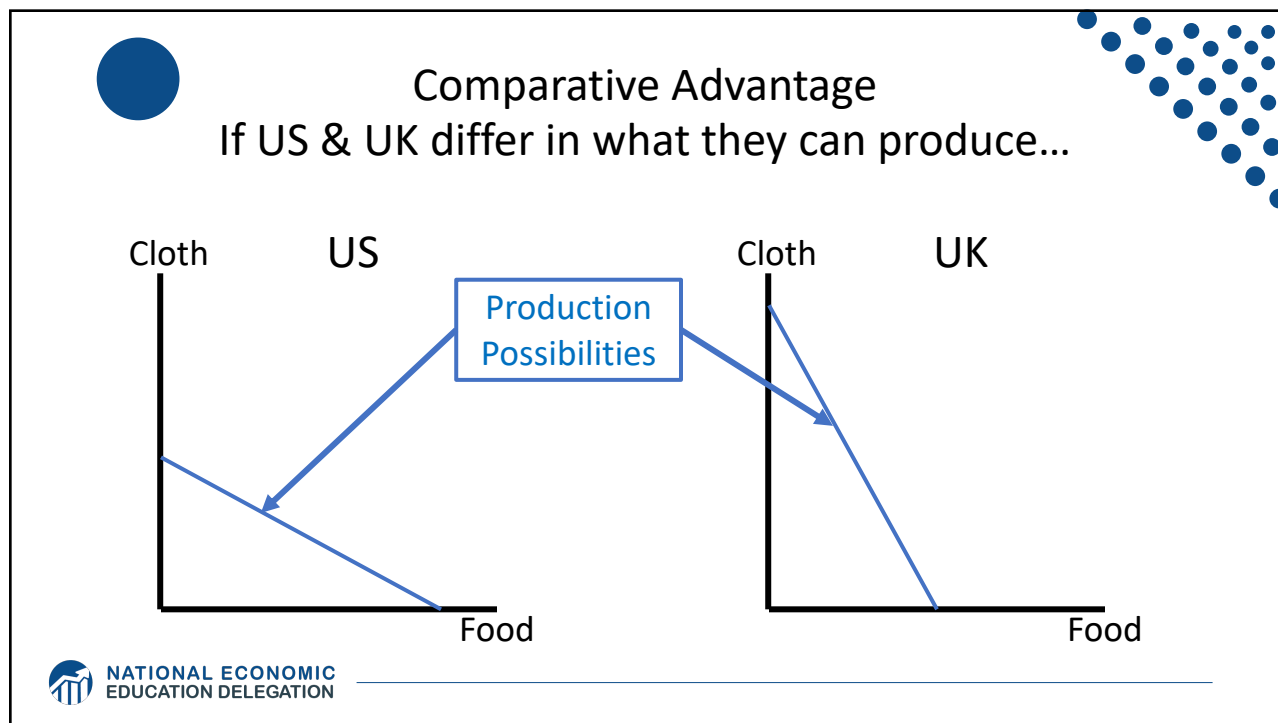 Comparative Advantage
If US & UK differ in what they can produce…
Cloth
US
Production
Possibilities
Cloth
UK
Food
Food
NATIONAL ECONOMIC
EDUCATION DELEGATION